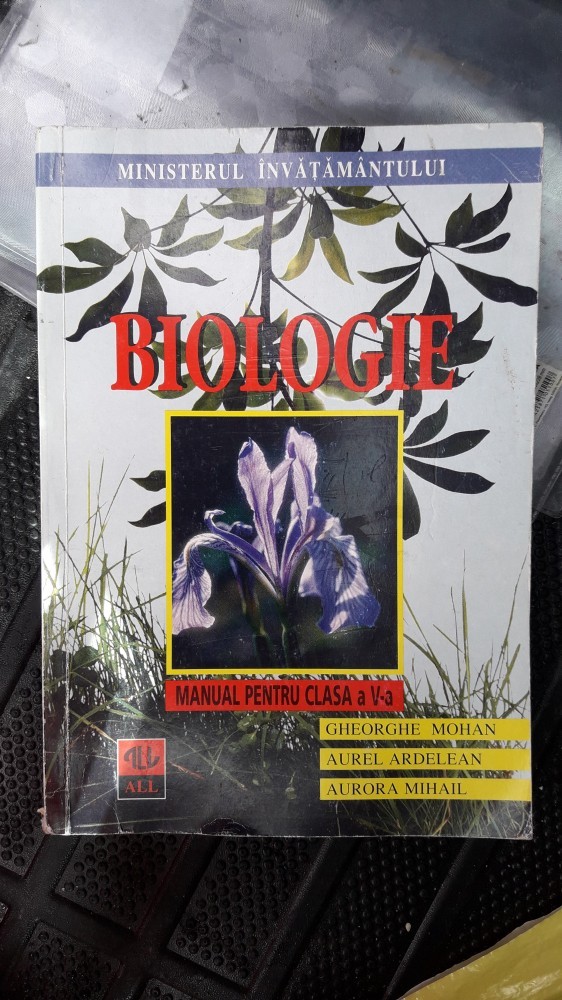 MINISTERUL ÎNVĂȚĂMÂNTULUI
BIOLOGIE
MANUAL PENTRU CLASA a V-a
GHEORGHE MOHAN
AUREL ARDELEAN
AURORA MIHAIL
ALL